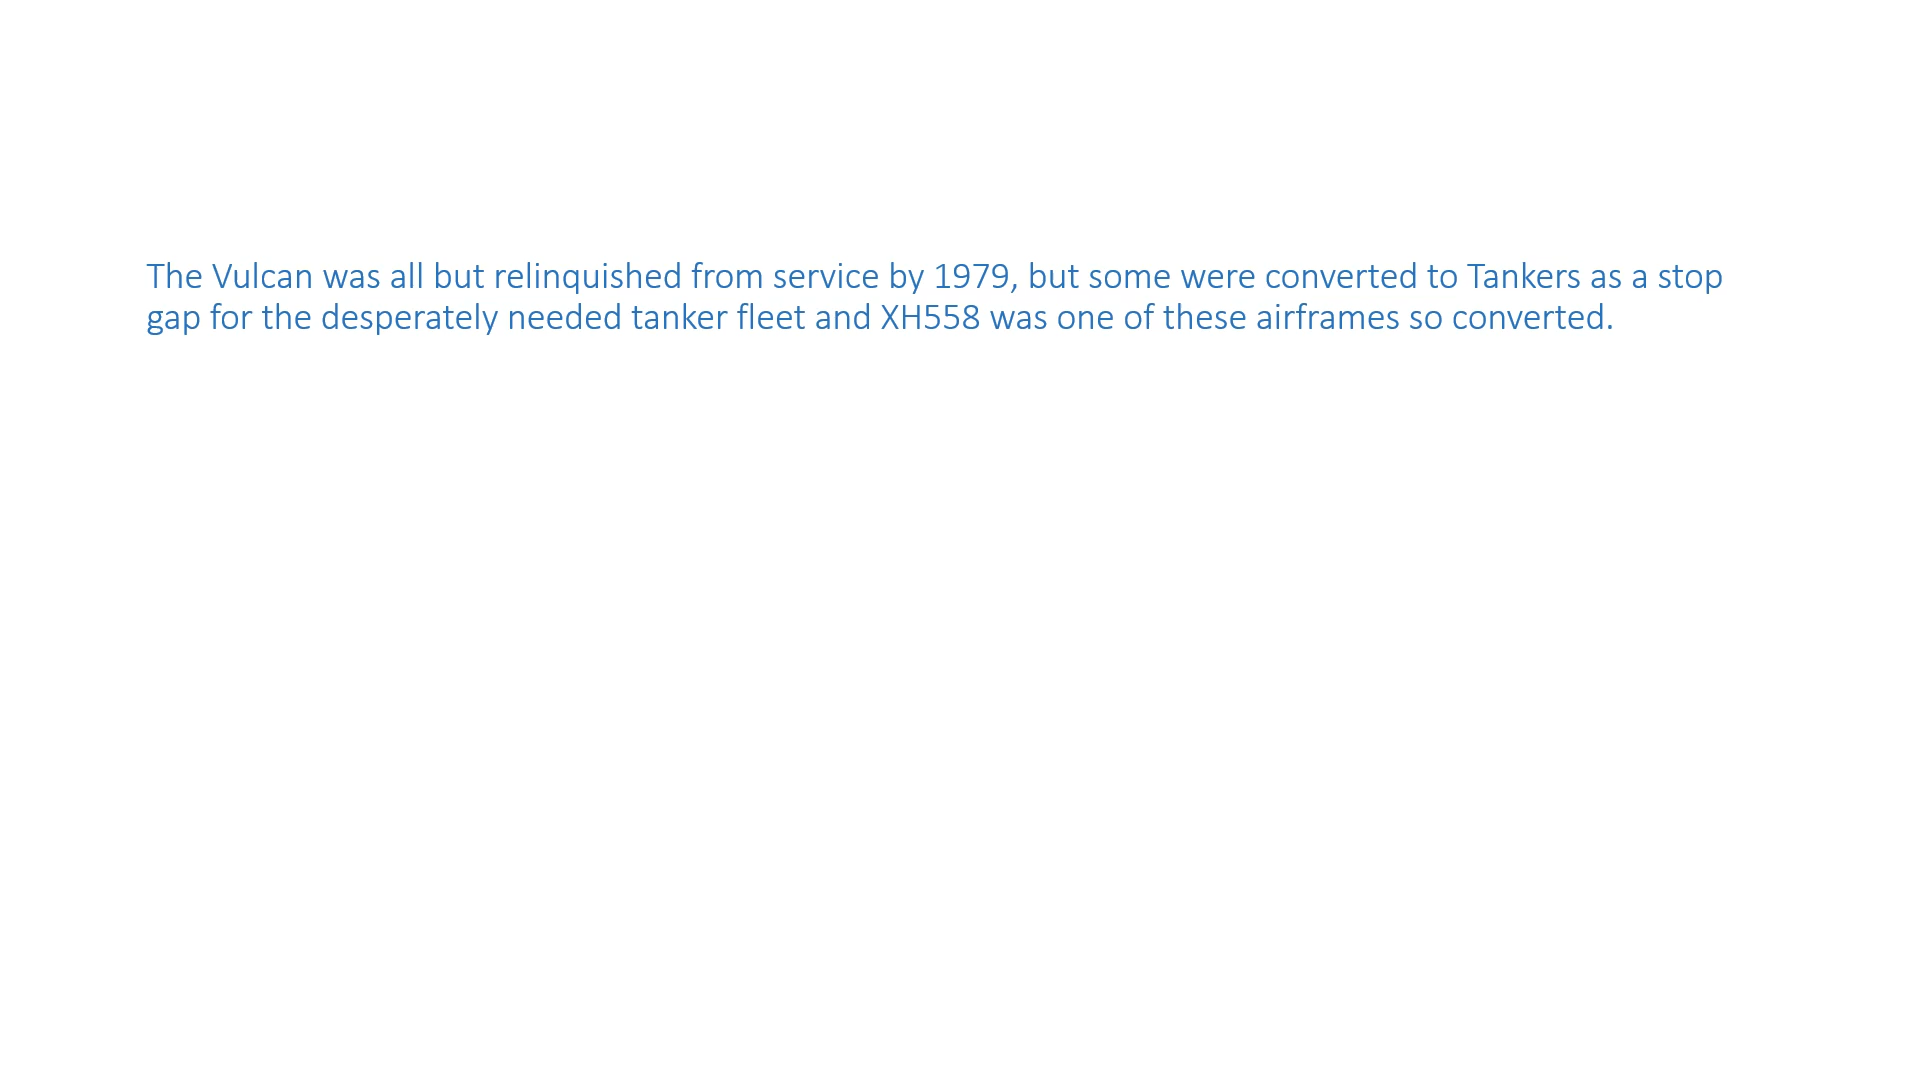 The Vulcan was all but relinquished from service by 1979, but some were converted to Tankers as a stop
gap for the desperately needed tanker fleet and XH558 was one of these airframes so converted.